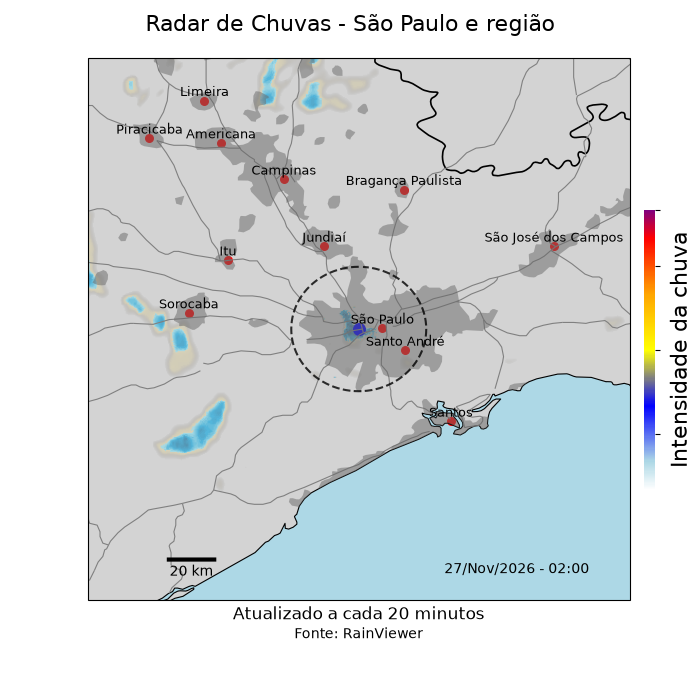 Radar de Chuvas - São Paulo e região
Limeira
Piracicaba
Americana
Campinas
Bragança Paulista
Jundiaí
São José dos Campos
Itu
Sorocaba
São Paulo
Santo André
Santos
Intensidade da chuva
20 km
27/Nov/2026 - 02:00
Atualizado a cada 20 minutos
Fonte: RainViewer